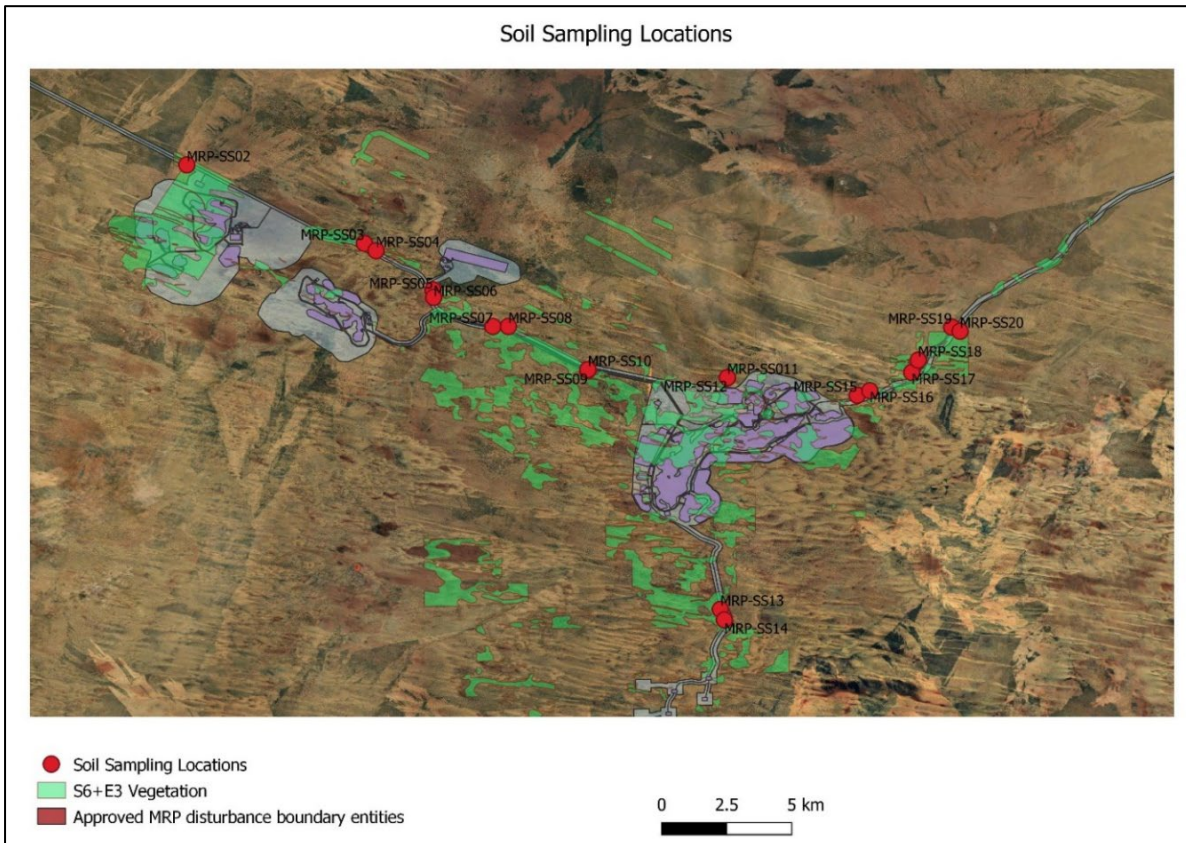 Soil Sampling Locations
MRP-SS02
MRP-SS03
MRP-SS04
MRP-SS05
MRP-SS06
MRP-SS07
MRP-SS08
MRP-SS19
MRP-SS20
MRP-SS10
MRP-SS18
MRP-SS09
MRP-SS011
MRP-SS17
MRP-SS12
MRP-SS15
MRP-SS16
MRP-SS13
MRP-SS14
Soil Sampling Locations
S6+E3 Vegetation
Approved MRP disturbance boundary entities
0 2.5 5 km